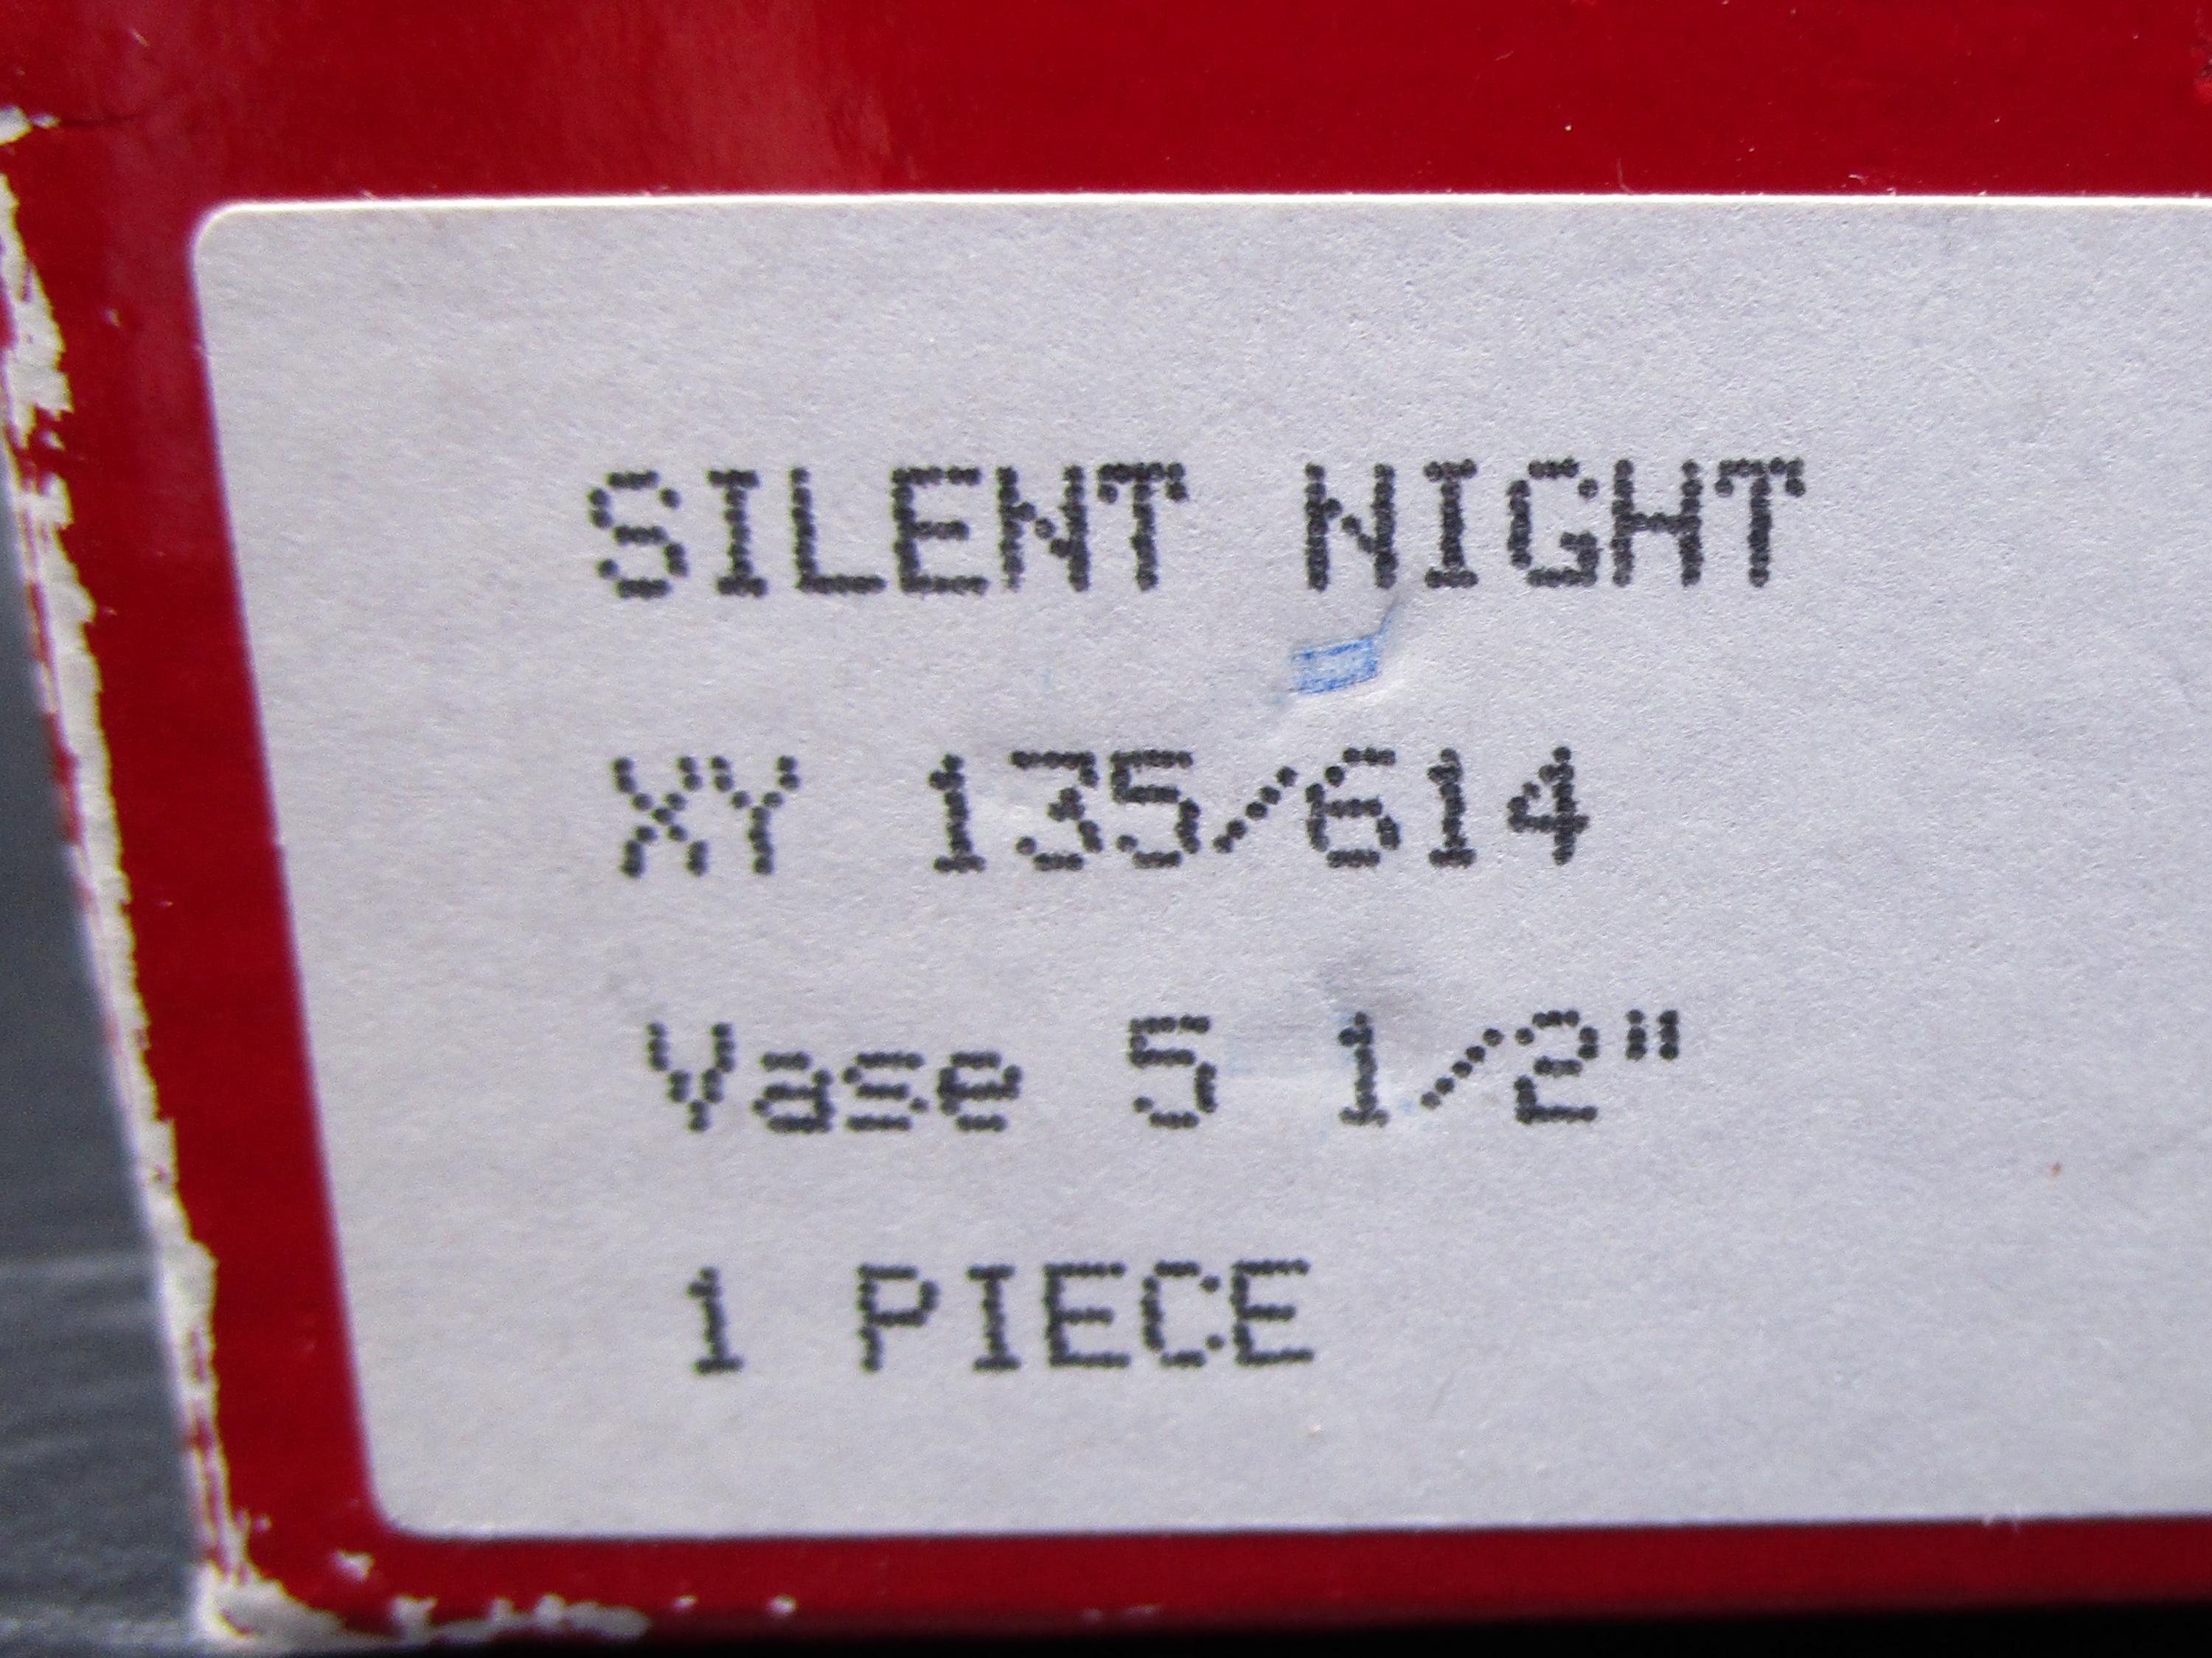 SILENT NIGHT
XY 135/614
Vase 5 1/2"
1 PIECE